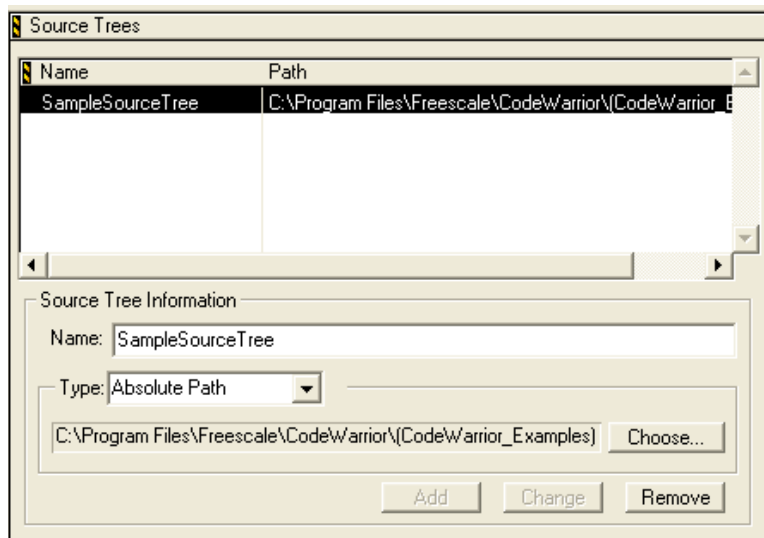 Source Trees
Name Path
SampleSourceTree C:\Program Files\Freescale\CodeWarrior\(CodeWarrior_E
Source Tree Information
Name: SampleSourceTree
Type: Absolute Path
C:\Program Files\Freescale\CodeWarrior\(CodeWarrior_Examples) Choose...
Add Change Remove